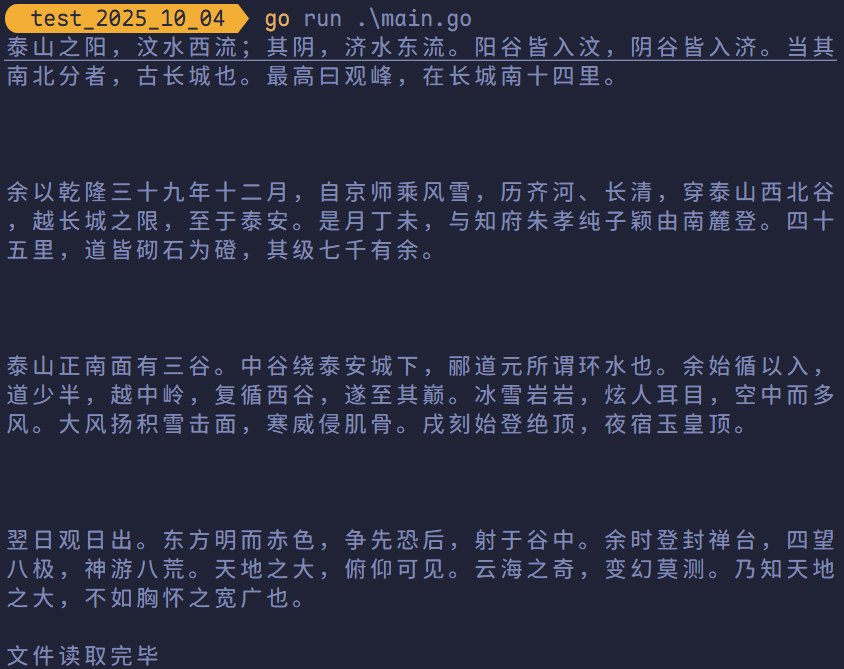 test_2025_10_04 go run .\main.go
泰山之阳，汶水西流；其阴，济水东流。阳谷皆入汶，阴谷皆入济。当其
南北分者，古长城也。最高曰观峰，在长城南十四里。
余以乾隆三十九年十二月，自京师乘风雪，历齐河、长清，穿泰山西北谷
，越长城之限，至于泰安。是月丁未，与知府朱孝纯子颖由南麓登。四十
五里，道皆砌石为磴，其级七千有余。
泰山正南面有三谷。中谷绕泰安城下，郦道元所谓环水也。余始循以入，
道少半，越中岭，复循西谷，遂至其巅。冰雪岩岩，炫人耳目，空中而多
风。大风扬积雪击面，寒威侵肌骨。戌刻始登绝顶，夜宿玉皇顶。
翌日观日出。东方明而赤色，争先恐后，射于谷中。余时登封禅台，四望
八极，神游八荒。天地之大，俯仰可见。云海之奇，变幻莫测。乃知天地
之大，不如胸怀之宽广也。
文件读取完毕